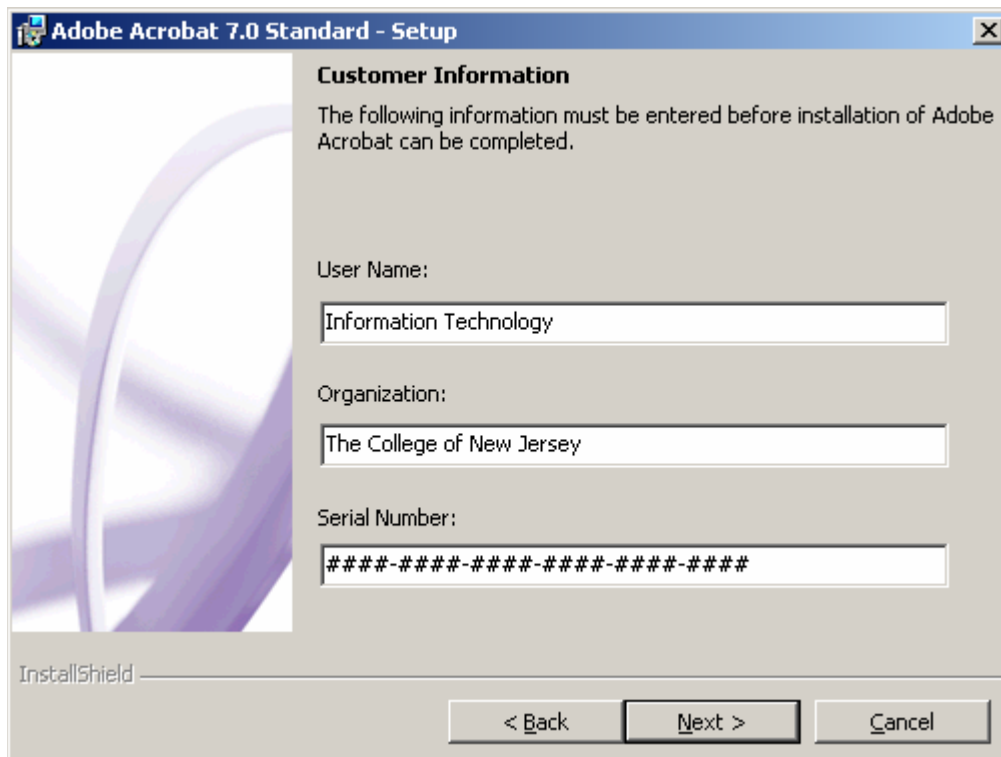 Adobe Acrobat 7.0 Standard - Setup
Customer Information
The following information must be entered before installation of Adobe
Acrobat can be completed.
User Name:
Information Technology
Organization:
The College of New Jersey
Serial Number:
####-####-####-####-####-####
InstallShield
< Back
Next >
Cancel